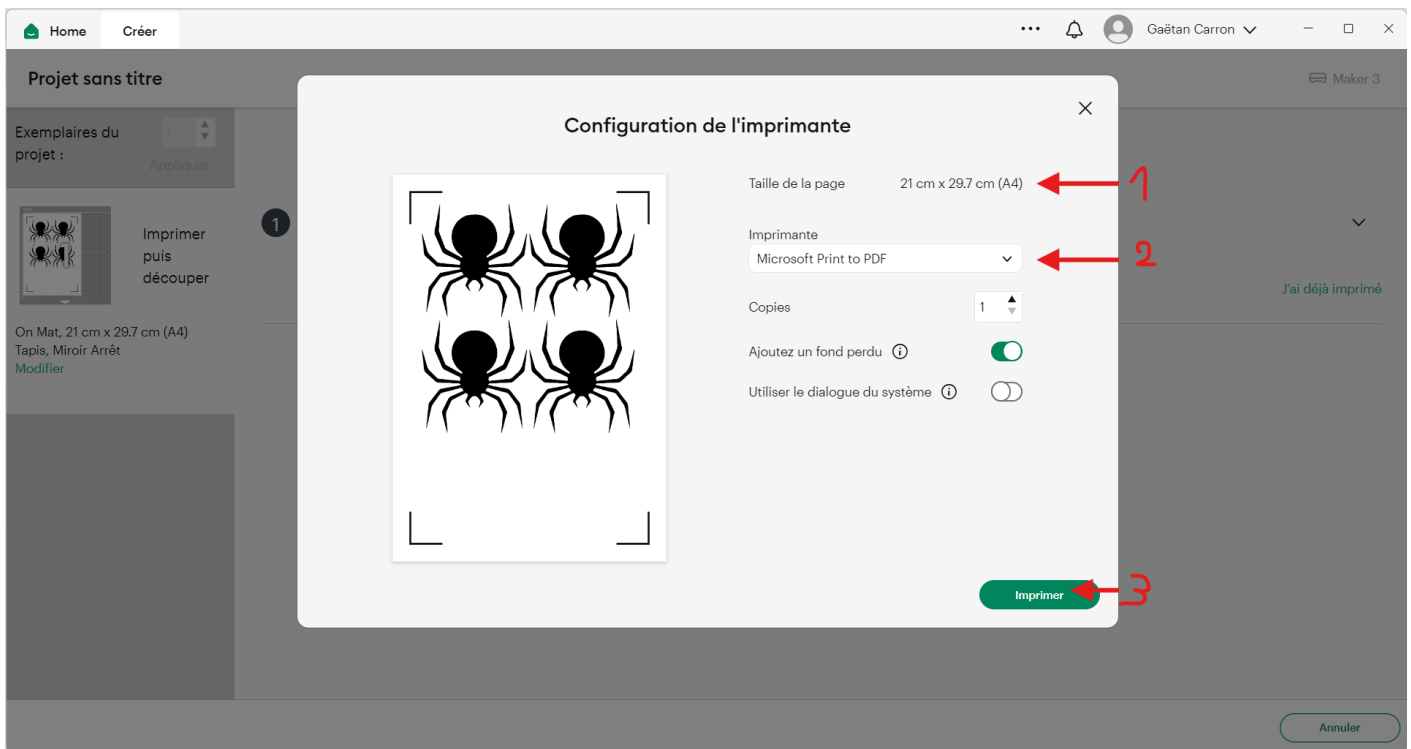 Home
Créer
Gaëtan Carron
Projet sans titre
Maker 3
Exemplaires du
projet :
1
Appliquer
Imprimer
puis
découper
On Mat, 21 cm x 29.7 cm (A4)
Tapis, Miroir Arrêt
Modifier
1
J'ai déjà imprimé
Configuration de l'imprimante
Taille de la page 21 cm x 29.7 cm (A4)
1
Imprimante
Microsoft Print to PDF
2
Copies 1
Ajoutez un fond perdu
Utiliser le dialogue du système
Imprimer
3
Annuler